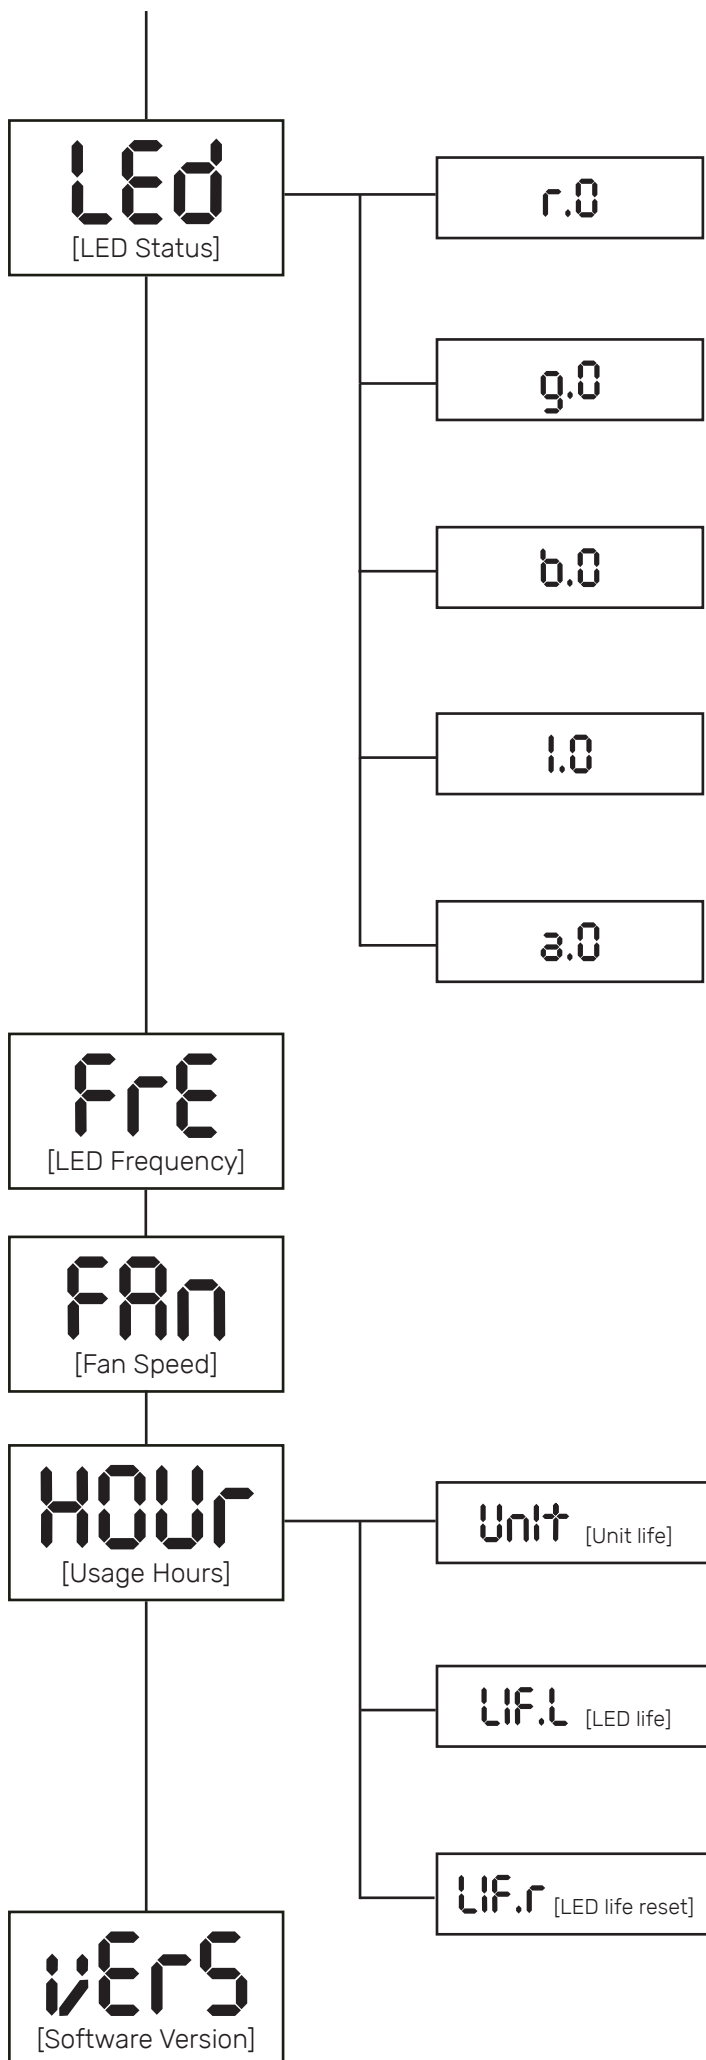 LEd
[LED Status]
r.0
g.0
b.0
l.0
a.0
FrE
[LED Frequency]
FAn
[Fan Speed]
HOUr
[Usage Hours]
UnIt [Unit life]
LIF.L [LED life]
LIF.r [LED life reset]
vErS
[Software Version]